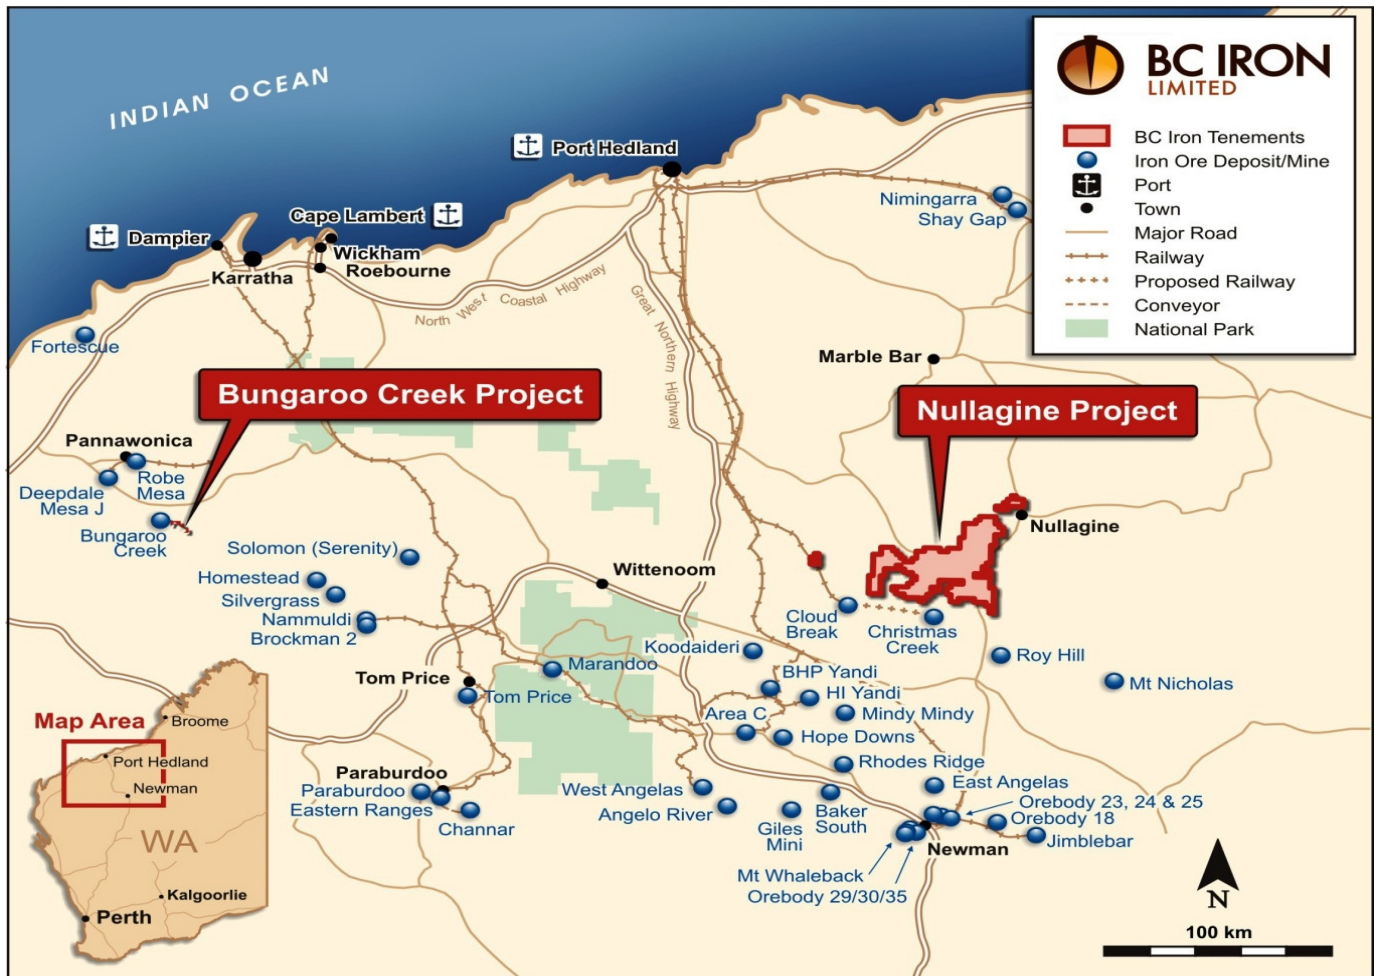 INDIAN OCEAN
BC IRON
LIMITED
BC Iron Tenements
Iron Ore Deposit/Mine
Port
Town
Major Road
Railway
Proposed Railway
Conveyor
National Park
Port Hedland
Nimingarra
Shay Gap
Cape Lambert
Dampier
Wickham
Roebourne
Karratha
North West Coastal Highway
Great Northern Highway
Fortescue
Marble Bar
Bungaroo Creek Project
Nullagine Project
Pannawonica
Robe
Mesa
Deepdale
Mesa J
Bungaroo
Creek
Nullagine
Solomon (Serenity)
Homestead
Silvergrass
Nammuldi
Brockman 2
Wittenoom
Cloud
Break
Christmas
Creek
Koodaideri
Roy Hill
Marandoo
BHP Yandi
Mt Nicholas
Tom Price
Tom Price
HI Yandi
Area C
Mindy Mindy
Hope Downs
Rhodes Ridge
Paraburdoo
Paraburdoo
Eastern Ranges
Channar
West Angelas
Angelo River
East Angelas
Baker
South
Giles
Mini
Orebody 23, 24 & 25
Orebody 18
Newman
Jimblebar
Mt Whaleback
Orebody 29/30/35
Map Area
Broome
Port Hedland
Newman
WA
Kalgoorlie
Perth
N
100 km